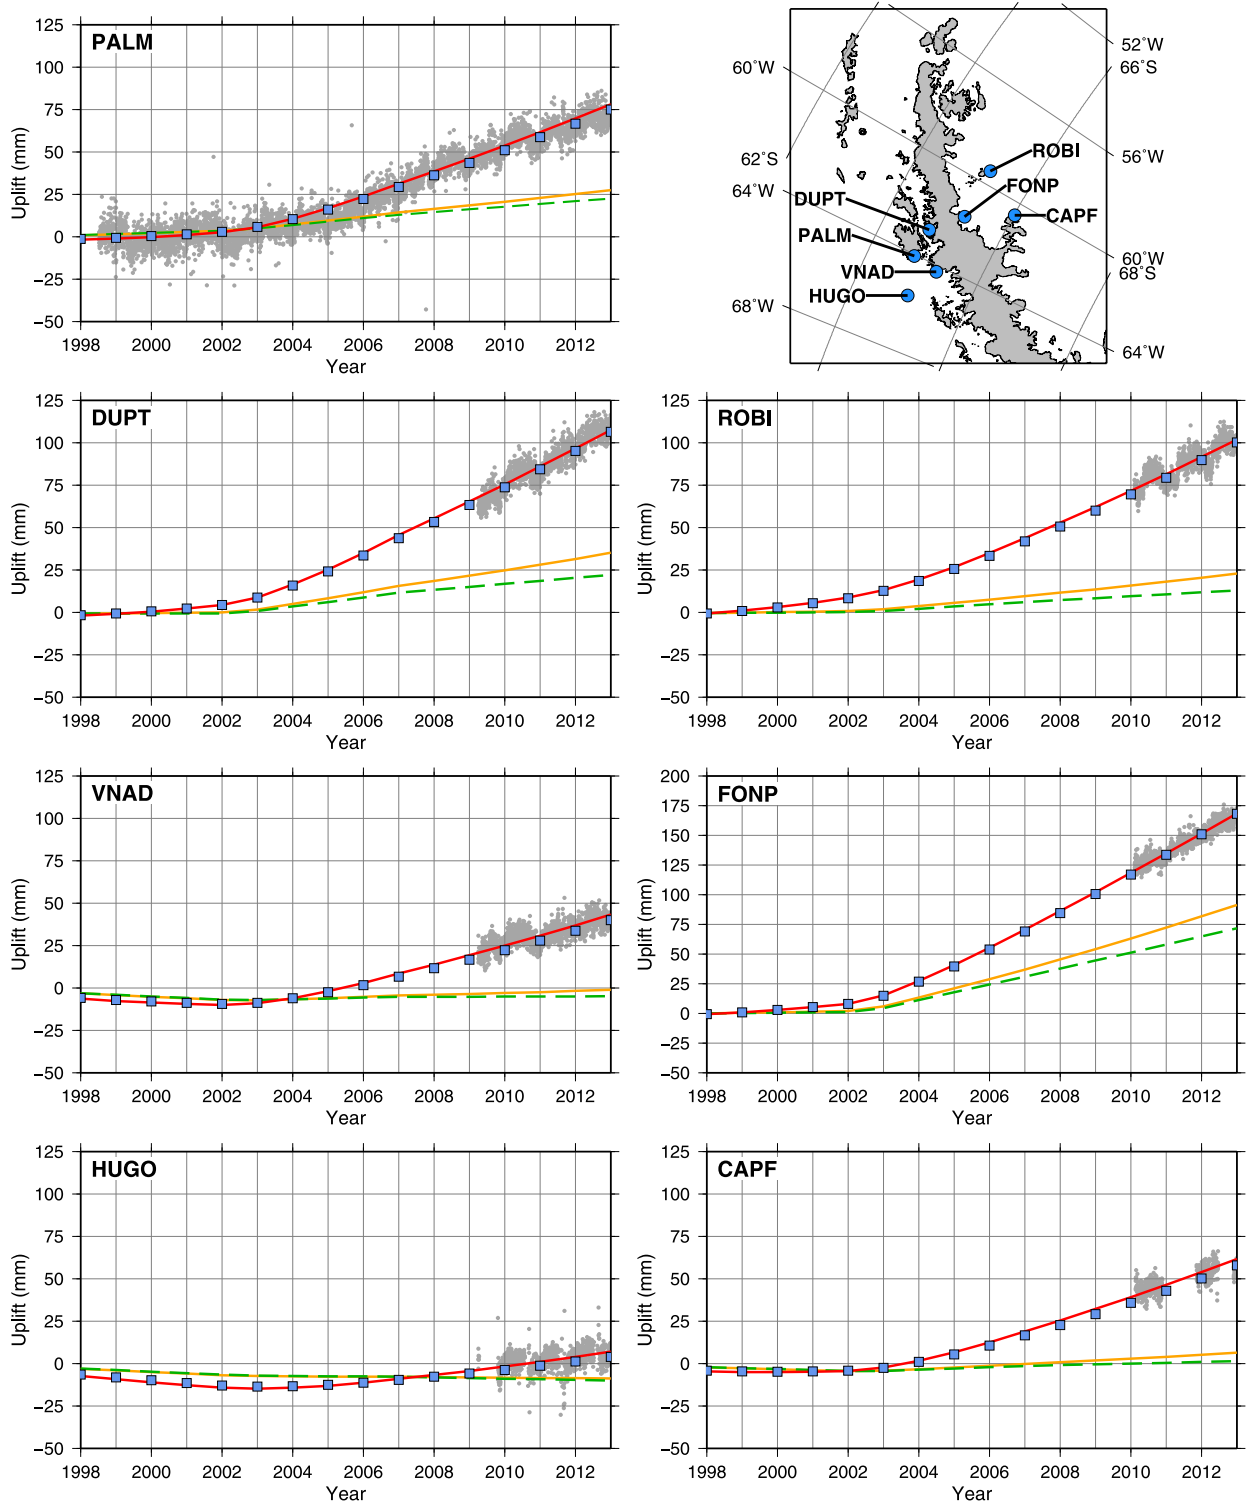 PALM
125
100
75
50
25
0
−25
−50
Uplift (mm)
1998 2000 2002 2004 2006 2008 2010 2012
Year
52˚W
66˚S
60˚W
62˚S
64˚W
68˚W
56˚W
60˚W
68˚S
64˚W
ROBI
FONP
DUPT
CAPF
PALM
VNAD
HUGO
DUPT
125
100
75
50
25
0
−25
−50
Uplift (mm)
1998 2000 2002 2004 2006 2008 2010 2012
Year
ROBI
125
100
75
50
25
0
−25
−50
Uplift (mm)
1998 2000 2002 2004 2006 2008 2010 2012
Year
VNAD
125
100
75
50
25
0
−25
−50
Uplift (mm)
1998 2000 2002 2004 2006 2008 2010 2012
Year
FONP
200
175
150
125
100
75
50
25
0
−25
−50
Uplift (mm)
1998 2000 2002 2004 2006 2008 2010 2012
Year
HUGO
125
100
75
50
25
0
−25
−50
Uplift (mm)
1998 2000 2002 2004 2006 2008 2010 2012
Year
CAPF
125
100
75
50
25
0
−25
−50
Uplift (mm)
1998 2000 2002 2004 2006 2008 2010 2012
Year